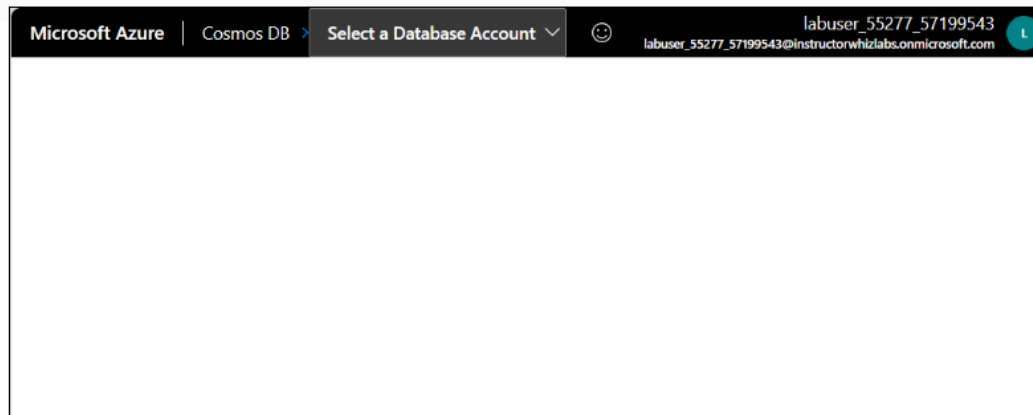 Microsoft Azure Cosmos DB > Select a Database Account labuser_55277_57199543
labuser_55277_57199543@instructorwhizlabs.onmicrosoft.com
L